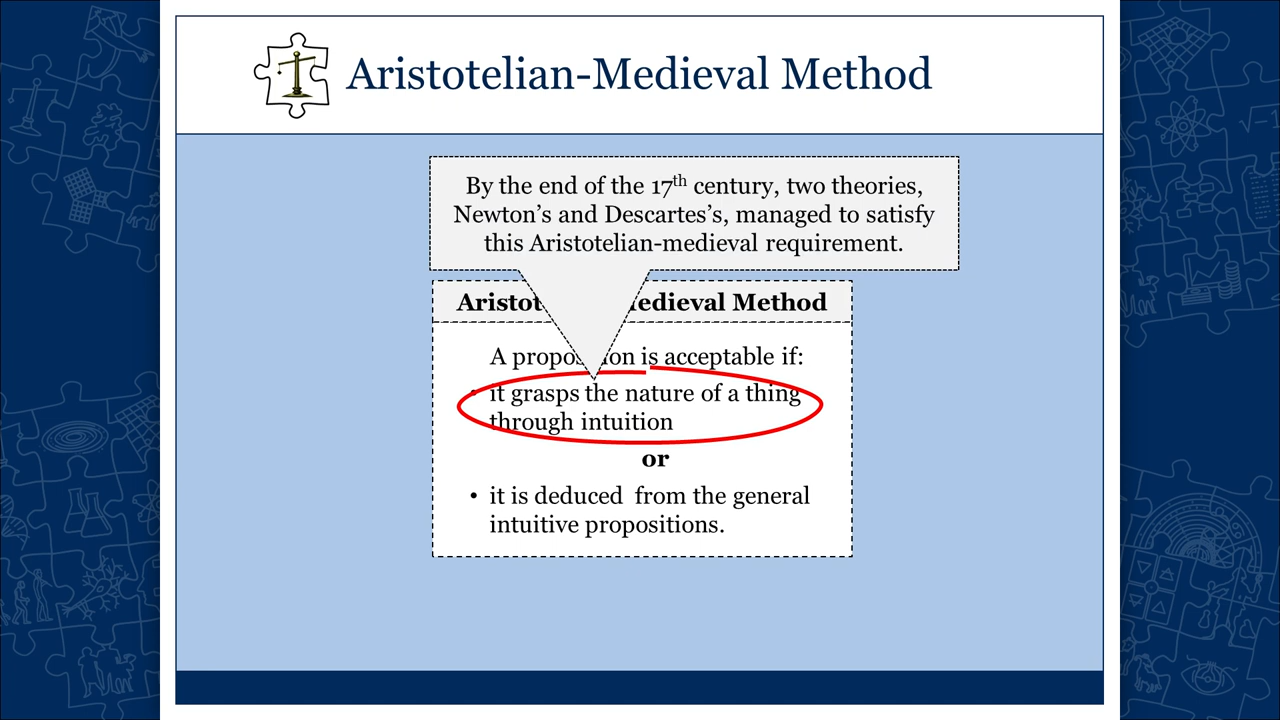 Aristotelian-Medieval Method
By the end of the 17th century, two theories,
Newton’s and Descartes’s, managed to satisfy
this Aristotelian-medieval requirement.
Aristot edieval Method
A propos ion is acceptable if:
• it grasps the nature of a thing
through intuition
or
• it is deduced from the general
intuitive propositions.